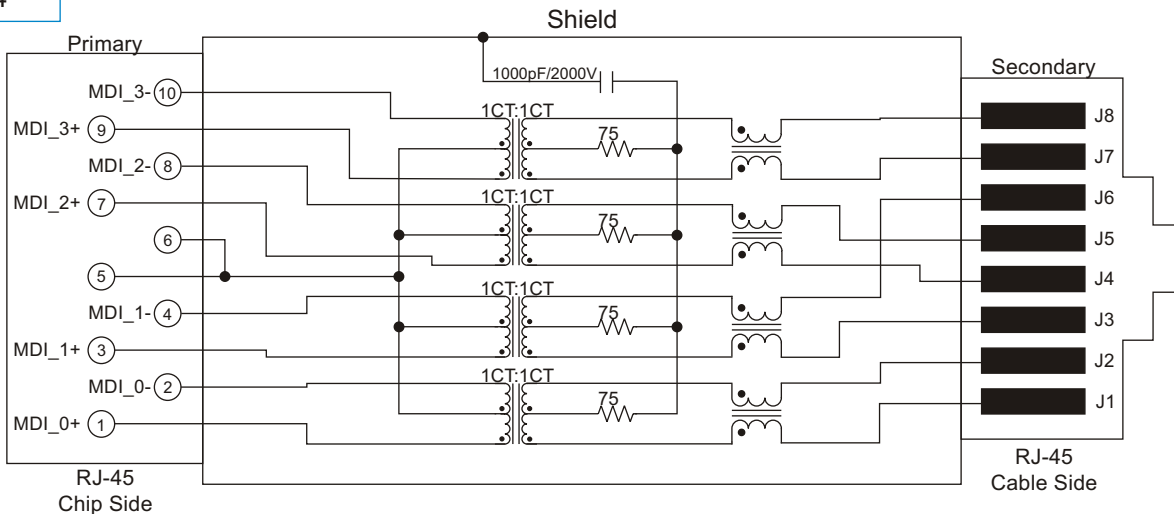 Shield
Primary
Secondary
1000pF/2000V
MDI_3- 10
MDI_3+ 9
MDI_2- 8
MDI_2+ 7
6
5
MDI_1- 4
MDI_1+ 3
MDI_0- 2
MDI_0+ 1
1CT:1CT
75
1CT:1CT
75
1CT:1CT
75
1CT:1CT
75
J8
J7
J6
J5
J4
J3
J2
J1
RJ-45
Chip Side
RJ-45
Cable Side